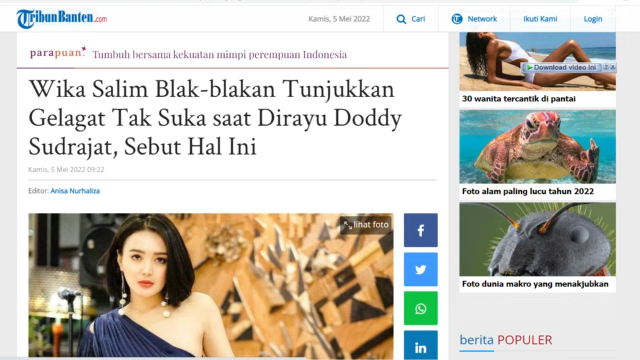 TribunBanten.com
Kamis, 5 Mei 2022
Cari
Network
Ikuti Kami
Login
parapuan
Tumbuh bersama kekuatan mimpi perempuan Indonesia
Wika Salim Blak-blakan Tunjukkan
Gelagat Tak Suka saat Dirayu Doddy
Sudrajat, Sebut Hal Ini
Kamis, 5 Mei 2022 09:22
Editor: Anisa Nurhaliza
lihat foto
Download video ini
30 wanita tercantik di pantai
Foto alam paling lucu tahun 2022
Foto dunia makro yang menakjubkan
berita POPULER